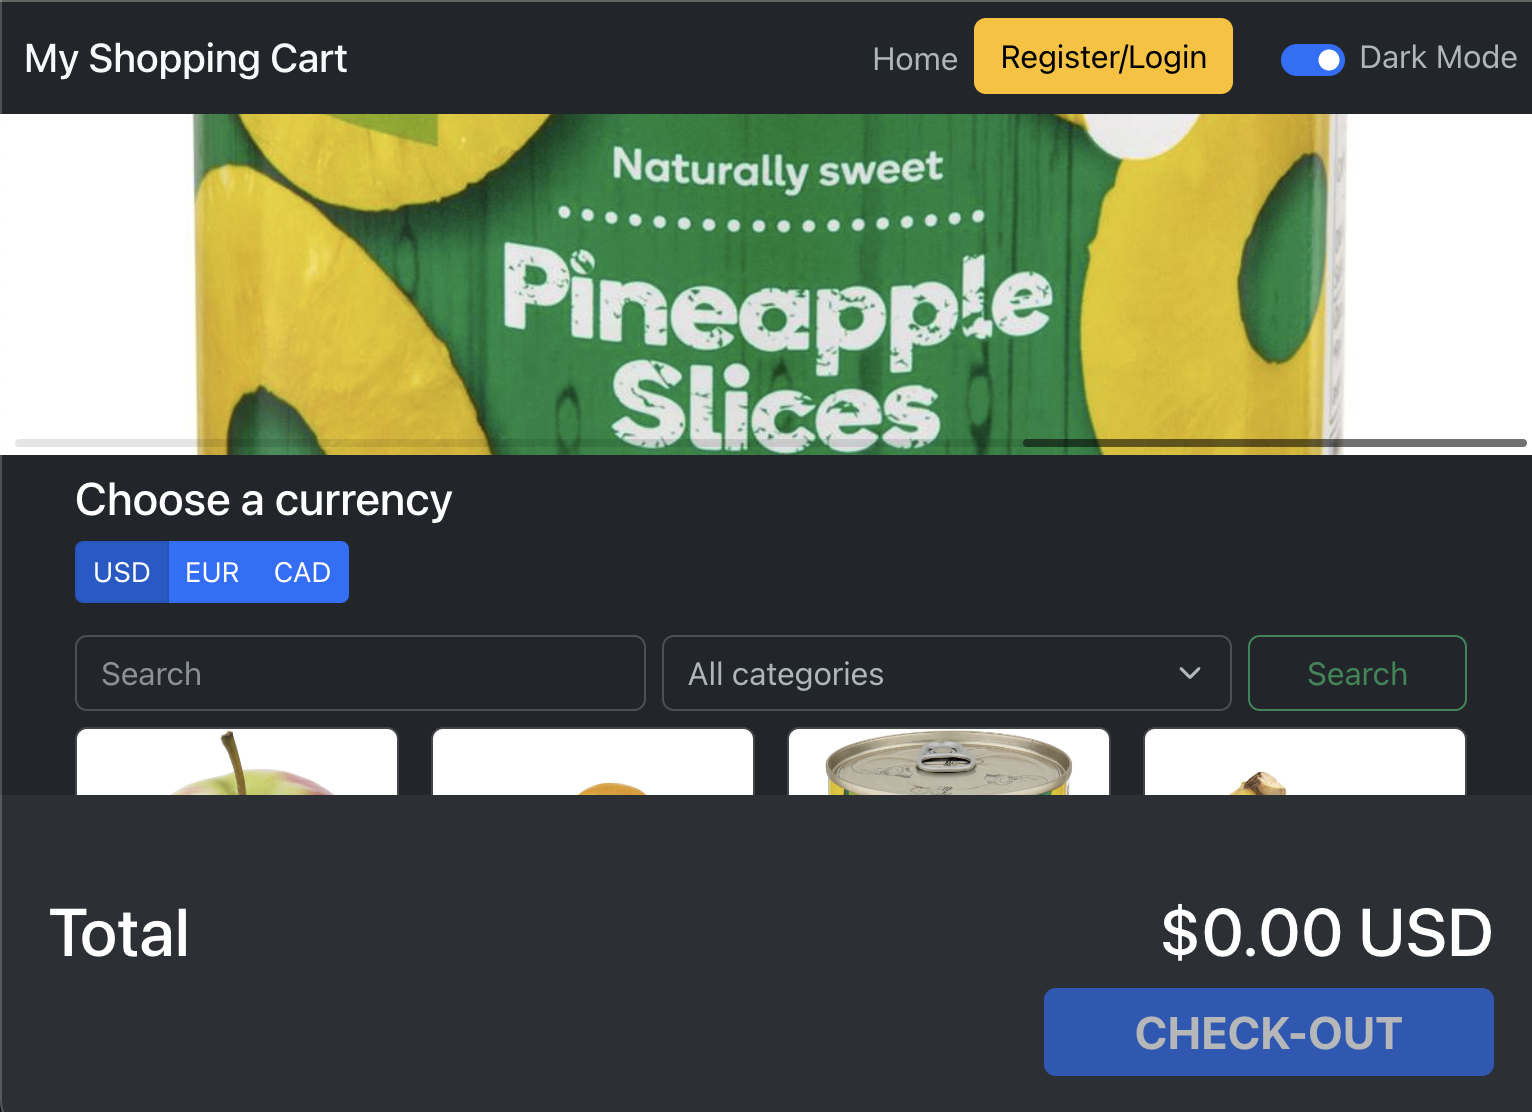 My Shopping Cart
Home
Register/Login
Dark Mode
Naturally sweet
Pineapple
Slices
Choose a currency
USD EUR CAD
Search
All categories
Search
Total
$0.00 USD
CHECK-OUT